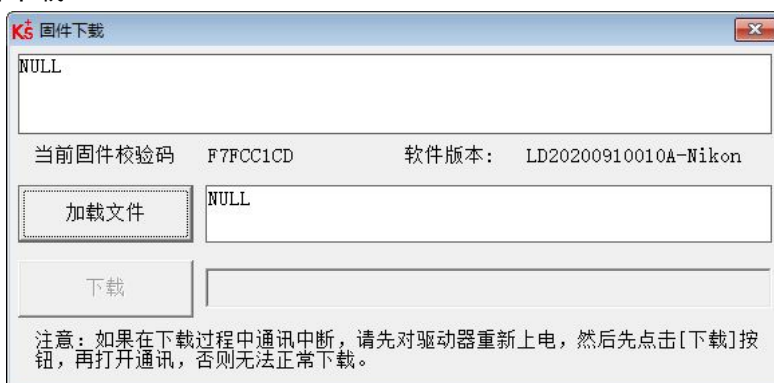 K5+ 固件下载
NULL
当前固件校验码 F7FCC1CD 软件版本: LD20200910010A-Nikon
加载文件 NULL
下载
注意：如果在下载过程中通讯中断，请先对驱动器重新上电，然后先点击[下载]按
钮，再打开通讯，否则无法正常下载。